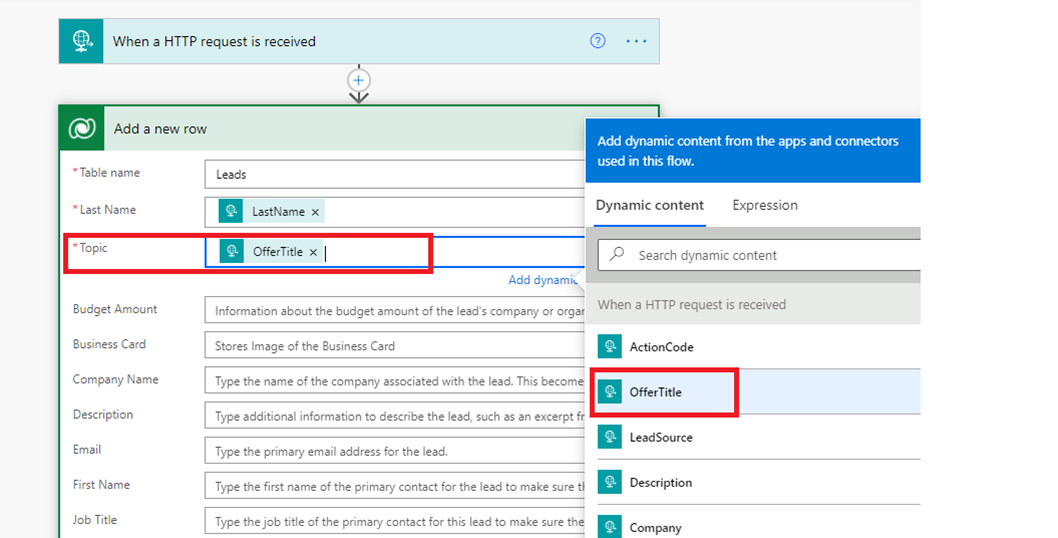 When a HTTP request is received
Add a new row
* Table name
Leads
* Last Name
LastName ×
* Topic
OfferTitle ×
Add dynamic
Budget Amount
Information about the budget amount of the lead's company or orga
Business Card
Stores Image of the Business Card
Company Name
Type the name of the company associated with the lead. This become
Description
Type additional information to describe the lead, such as an excerpt f
Email
Type the primary email address for the lead.
First Name
Type the first name of the primary contact for the lead to make sure t
Job Title
Type the job title of the primary contact for this lead to make sure the
Add dynamic content from the apps and connectors
used in this flow.
Dynamic content
Expression
Search dynamic content
When a HTTP request is received
ActionCode
OfferTitle
LeadSource
Description
Company